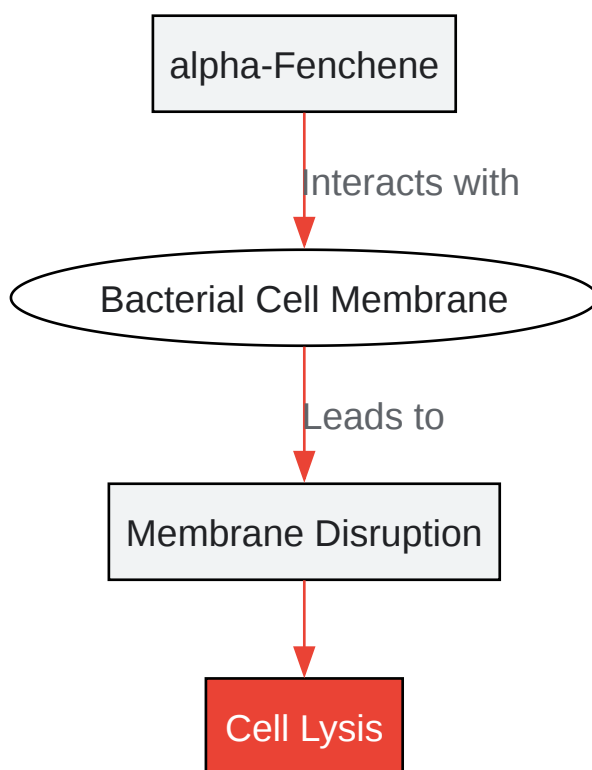 alpha-Fenchene
Interacts with
Bacterial Cell Membrane
Leads to
Membrane Disruption
Cell Lysis